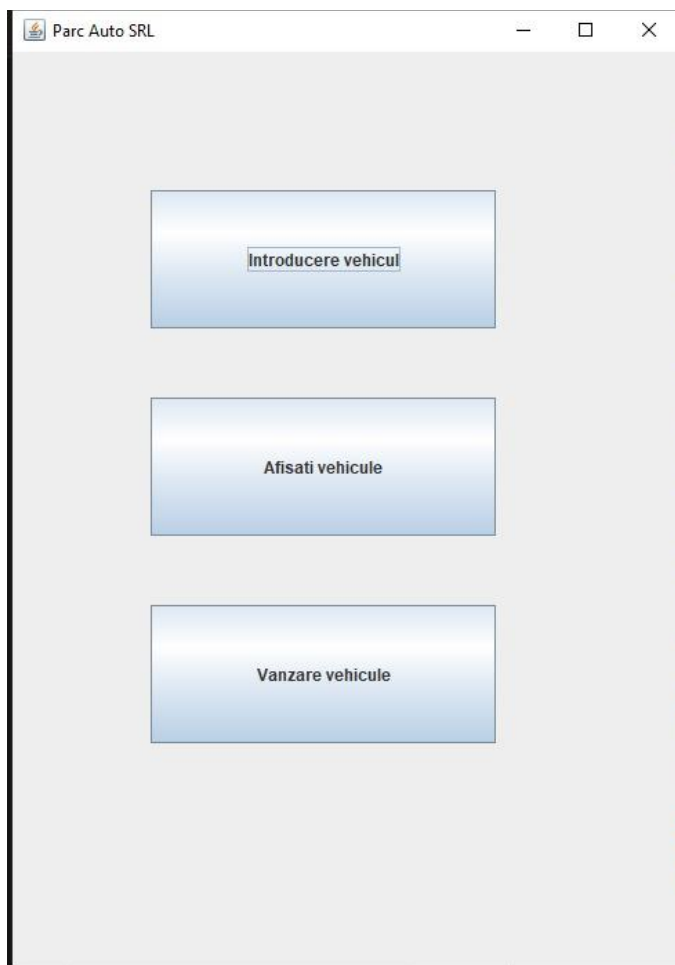 Parc Auto SRL
Introducere vehicul
Afisati vehicule
Vanzare vehicule